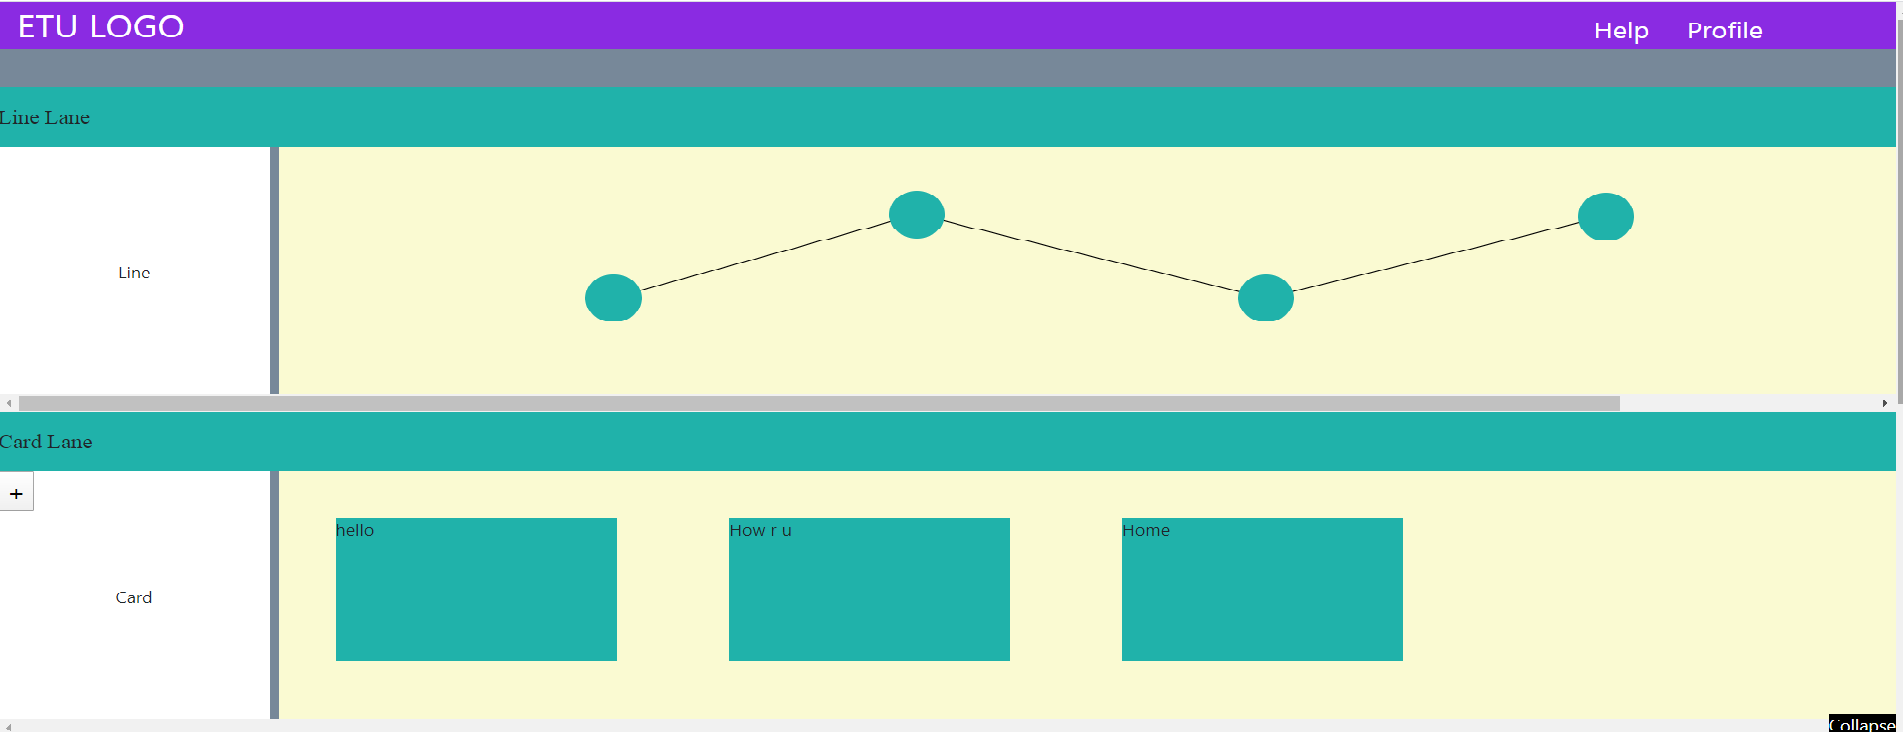 ETU LOGO
Help Profile
Line Lane
Line
Card Lane
+
hello
How r u
Home
Card
Collapse